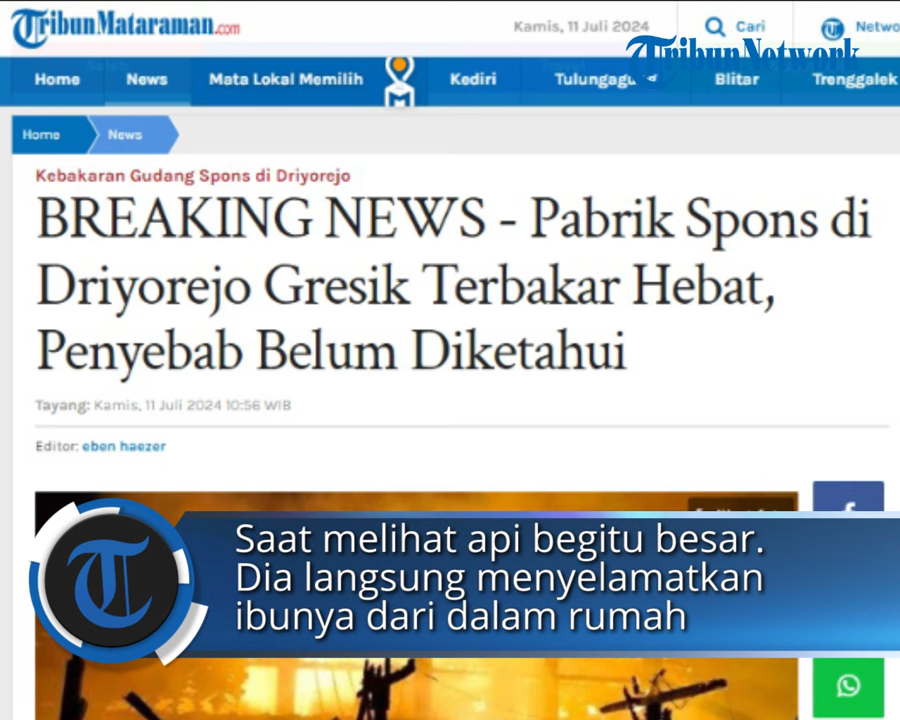 TribunMataraman.com
Kamis, 11 Juli 2024
Cari
Netwo
TribunNetwork
Home
News
Mata Lokal Memilih
Kediri
Tulungagu
Blitar
Trenggalek
Home
News
Kebakaran Gudang Spons di Driyorejo
BREAKING NEWS - Pabrik Spons di
Driyorejo Gresik Terbakar Hebat,
Penyebab Belum Diketahui
Tayang: Kamis, 11 Juli 2024 10:56 WIB
Editor: eben haezer
Saat melihat api begitu besar.
Dia langsung menyelamatkan
ibunya dari dalam rumah